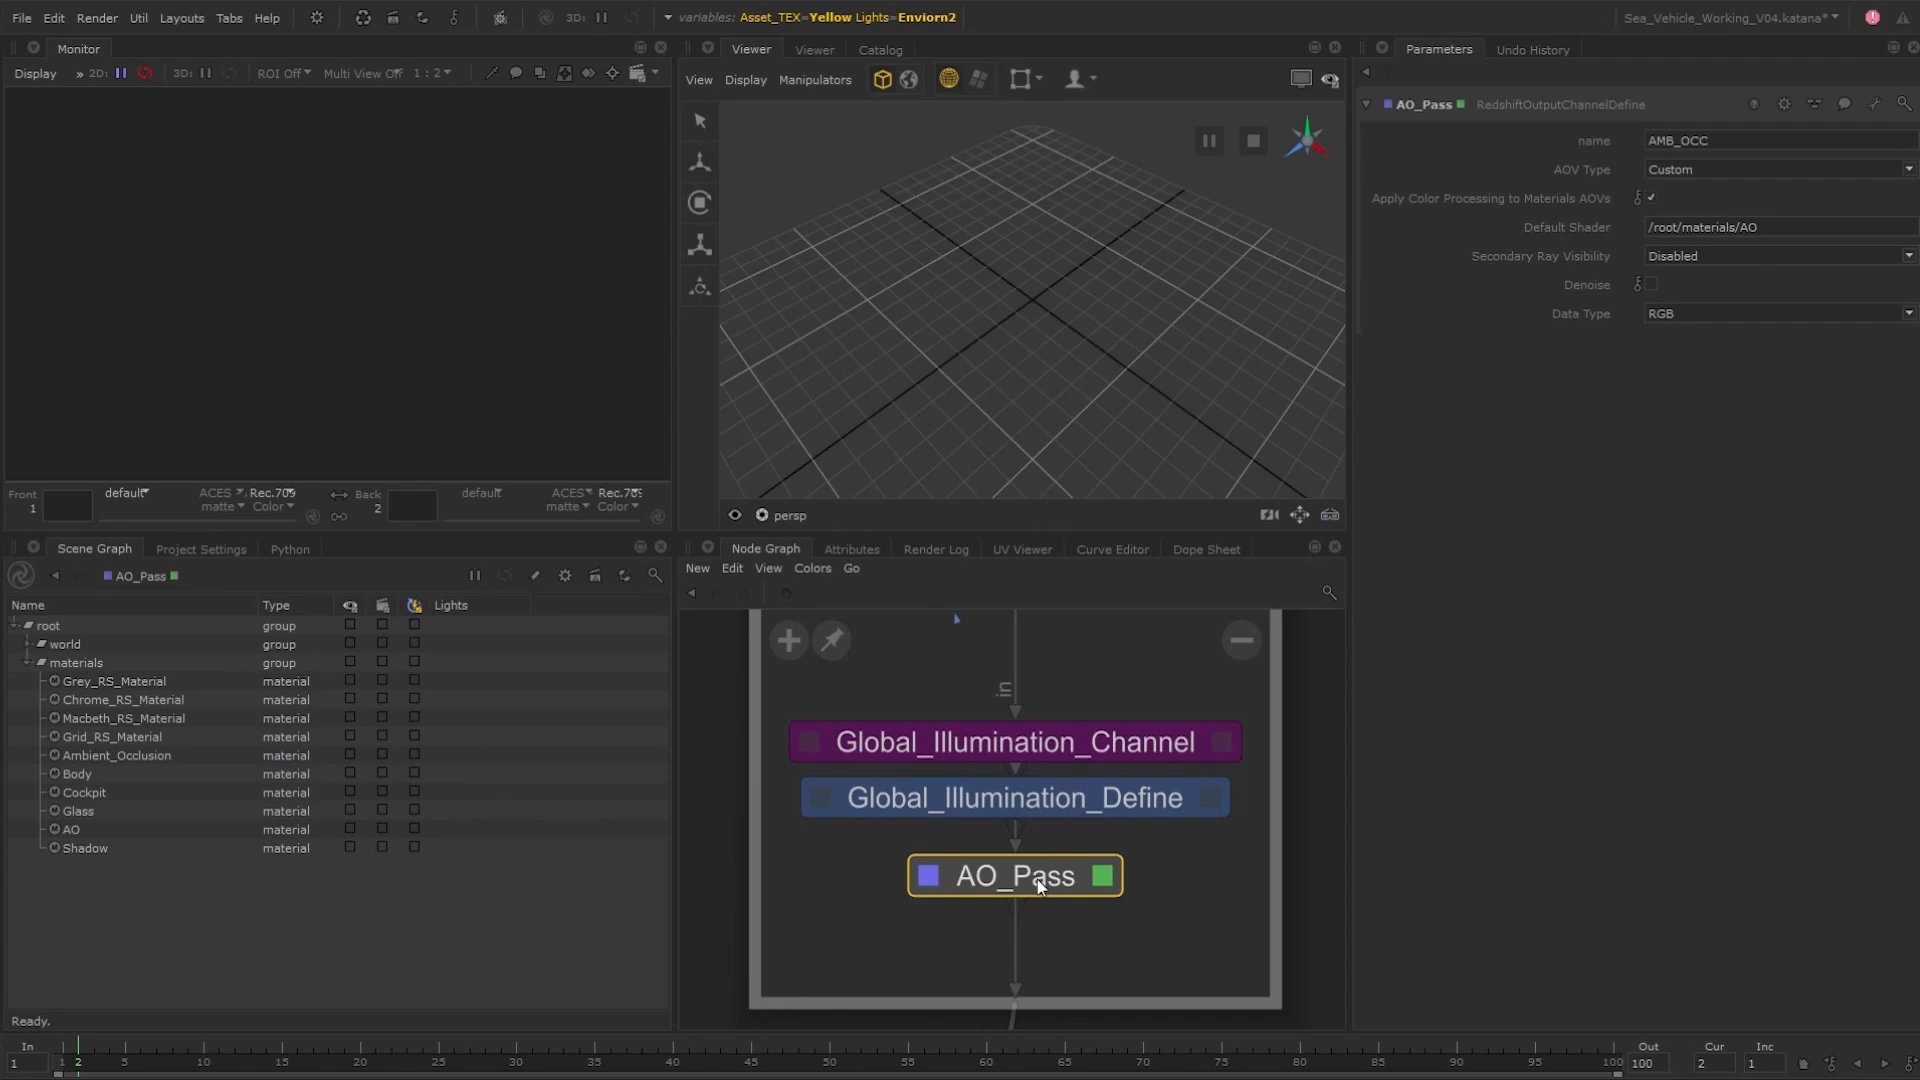 File Edit Render Util Layouts Tabs Help 3D: variables: Asset_TEX=Yellow Lights=Enviorn2 Sea_Vehicle_Working_V04.katana*
Monitor
Display » 2D: 3D: ROI Off Multi View Off 1 : 2
Front 1 default ACES Rec.709 matte Color Back 2 default ACES Rec.709 matte Color
Viewer Viewer Catalog
View Display Manipulators
persp
Parameters Undo History
AO_Pass RedshiftOutputChannelDefine
name AMB_OCC
AOV Type Custom
Apply Color Processing to Materials AOVs
Default Shader /root/materials/AO
Secondary Ray Visibility Disabled
Denoise
Data Type RGB
Scene Graph Project Settings Python
AO_Pass
Name Type Lights
root group
world group
materials group
Grey_RS_Material material
Chrome_RS_Material material
Macbeth_RS_Material material
Grid_RS_Material material
Ambient_Occlusion material
Body material
Cockpit material
Glass material
AO material
Shadow material
Ready.
Node Graph Attributes Render Log UV Viewer Curve Editor Dope Sheet
New Edit View Colors Go
in
Global_Illumination_Channel
Global_Illumination_Define
AO_Pass
In Out Cur Inc
1 1 2 5 10 15 20 25 30 35 40 45 50 55 60 65 70 75 80 85 90 95 100 100 2 1